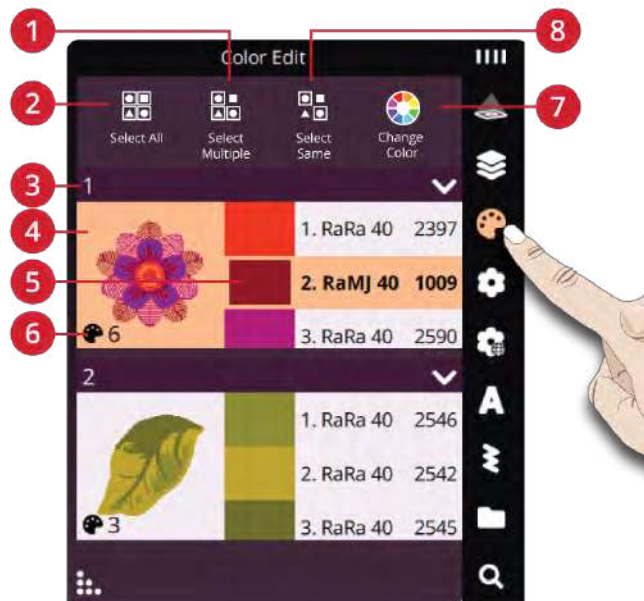 1
8
Color Edit
2
7
Select All
Select Multiple
Select Same
Change Color
3
1
4
1. RaRa 40 2397
5
2. RaMJ 40 1009
6
6
3. RaRa 40 2590
2
A
1. RaRa 40 2546
2. RaRa 40 2542
3
3. RaRa 40 2545